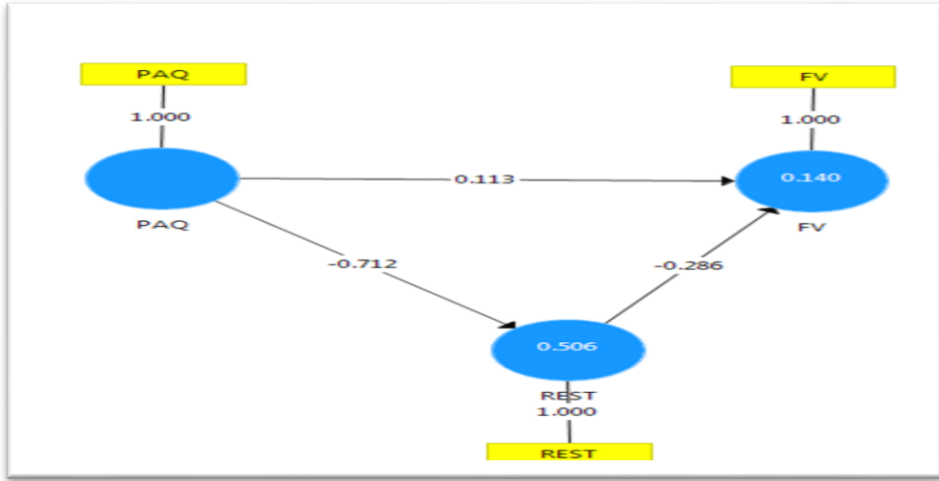 PAQ
FV
1.000
1.000
0.113
0.140
PAQ
FV
-0.712
-0.286
0.506
REST
1.000
REST